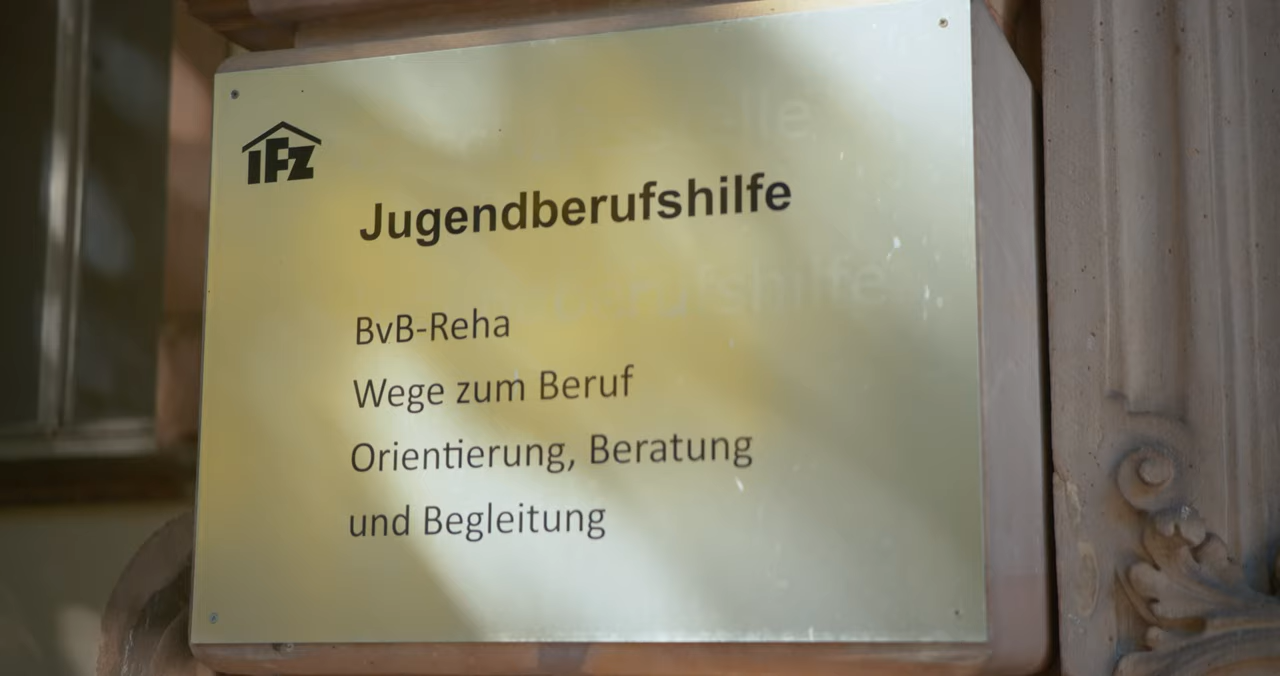 IFZ
Jugendberufshilfe
BvB-Reha
Wege zum Beruf
Orientierung, Beratung
und Begleitung